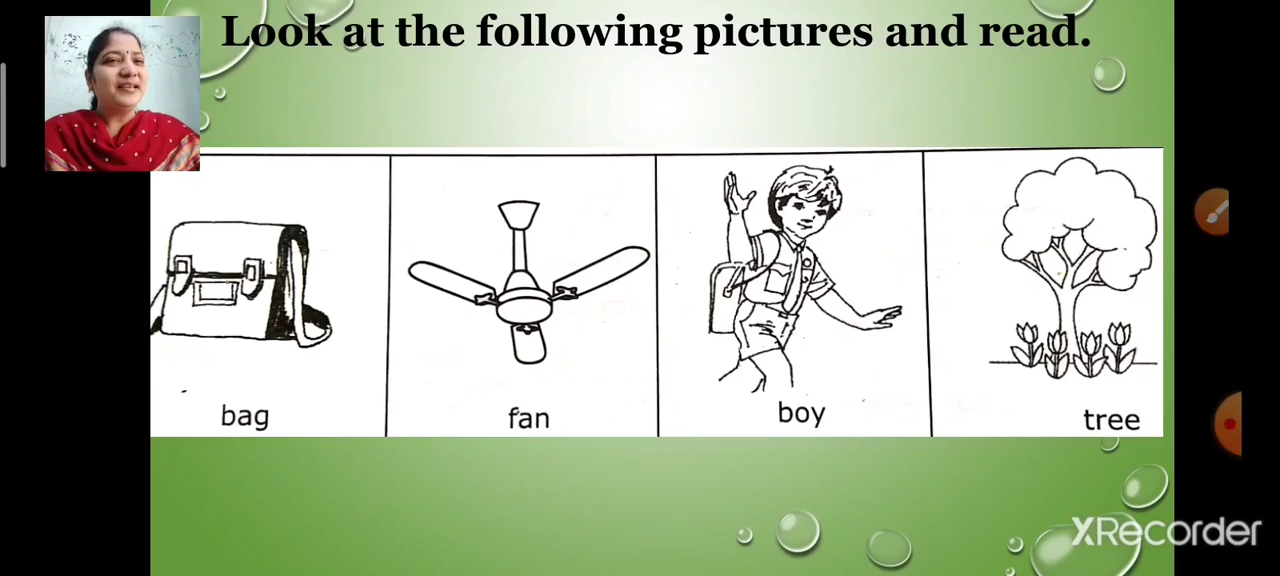 Look at the following pictures and read.
bag fan boy tree
XRecorder